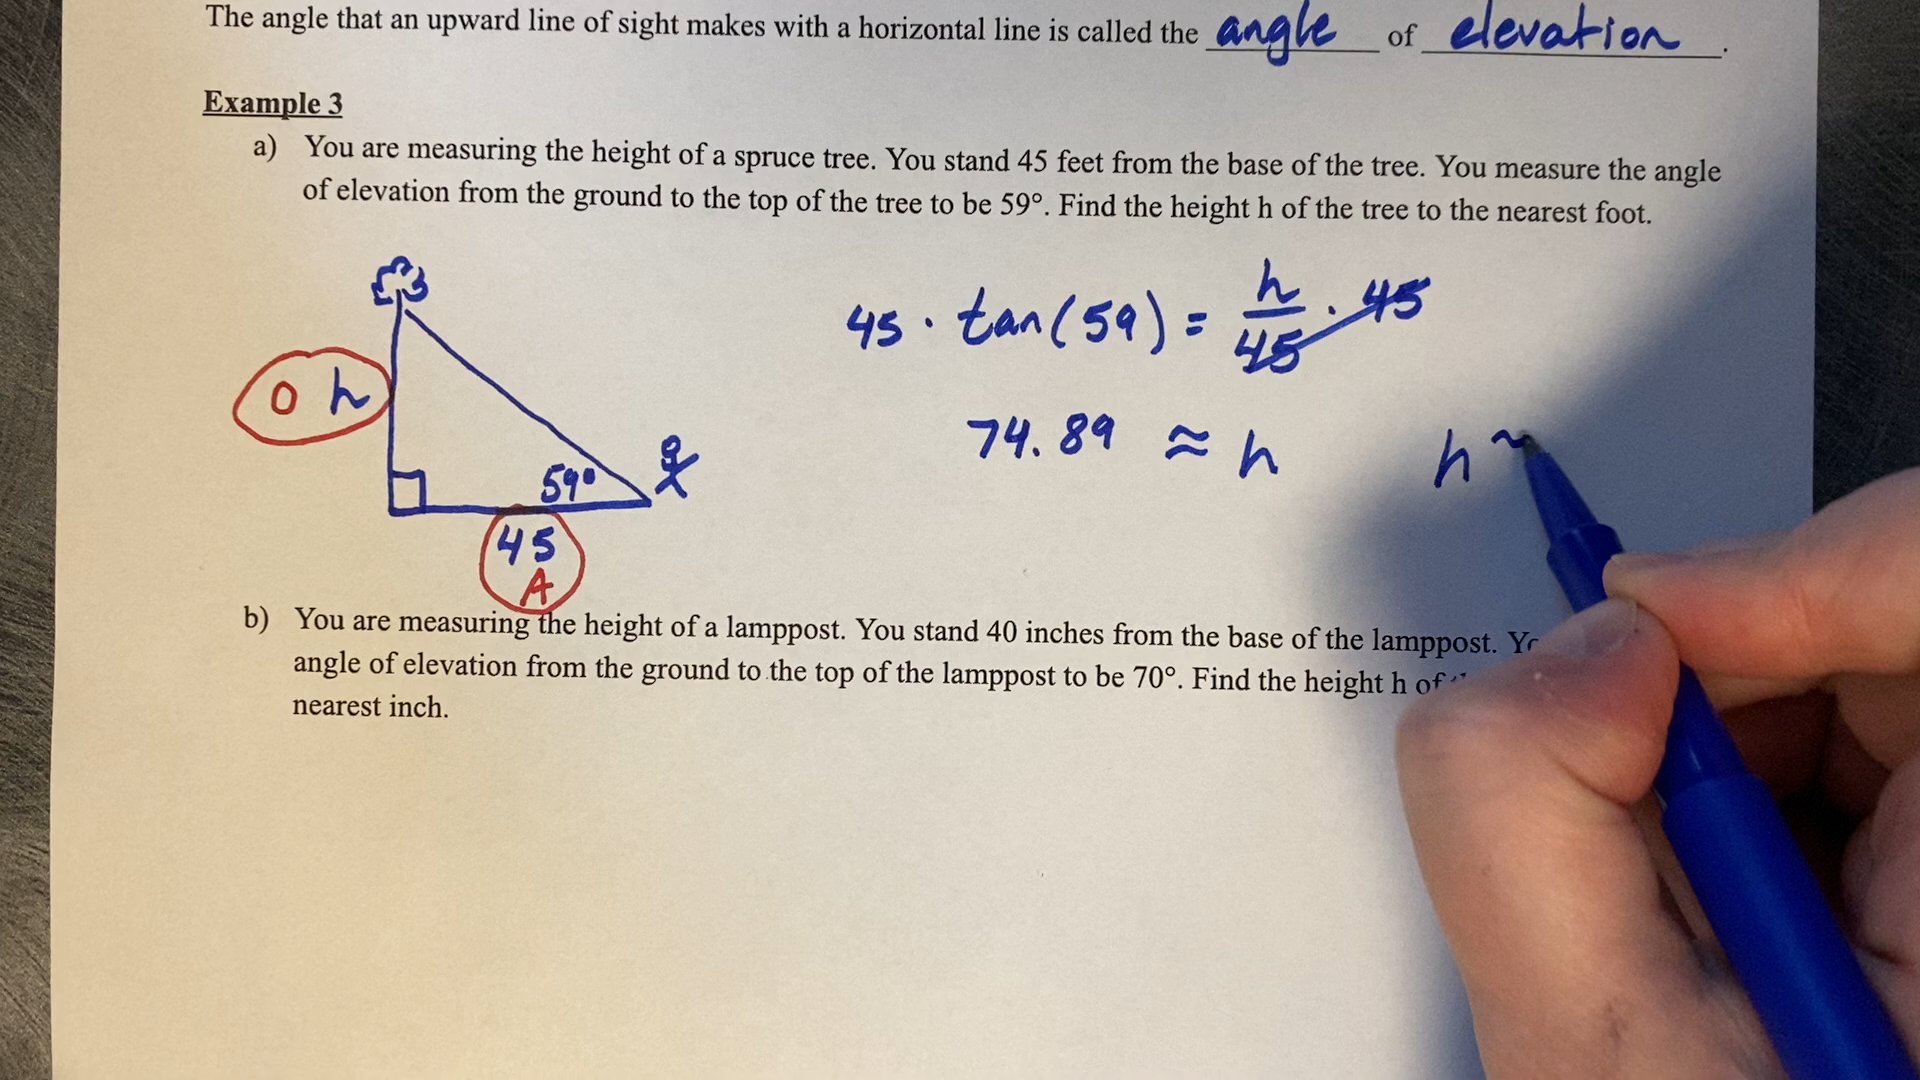 The angle that an upward line of sight makes with a horizontal line is called the angle of elevation.
Example 3
a) You are measuring the height of a spruce tree. You stand 45 feet from the base of the tree. You measure the angle
of elevation from the ground to the top of the tree to be 59°. Find the height h of the tree to the nearest foot.
45 · tan(59) = h/45 · 45
O h
74.89 ≈ h h ≈
59°
45
A
b) You are measuring the height of a lamppost. You stand 40 inches from the base of the lamppost.
angle of elevation from the ground to the top of the lamppost to be 70°. Find the height h of
nearest inch.